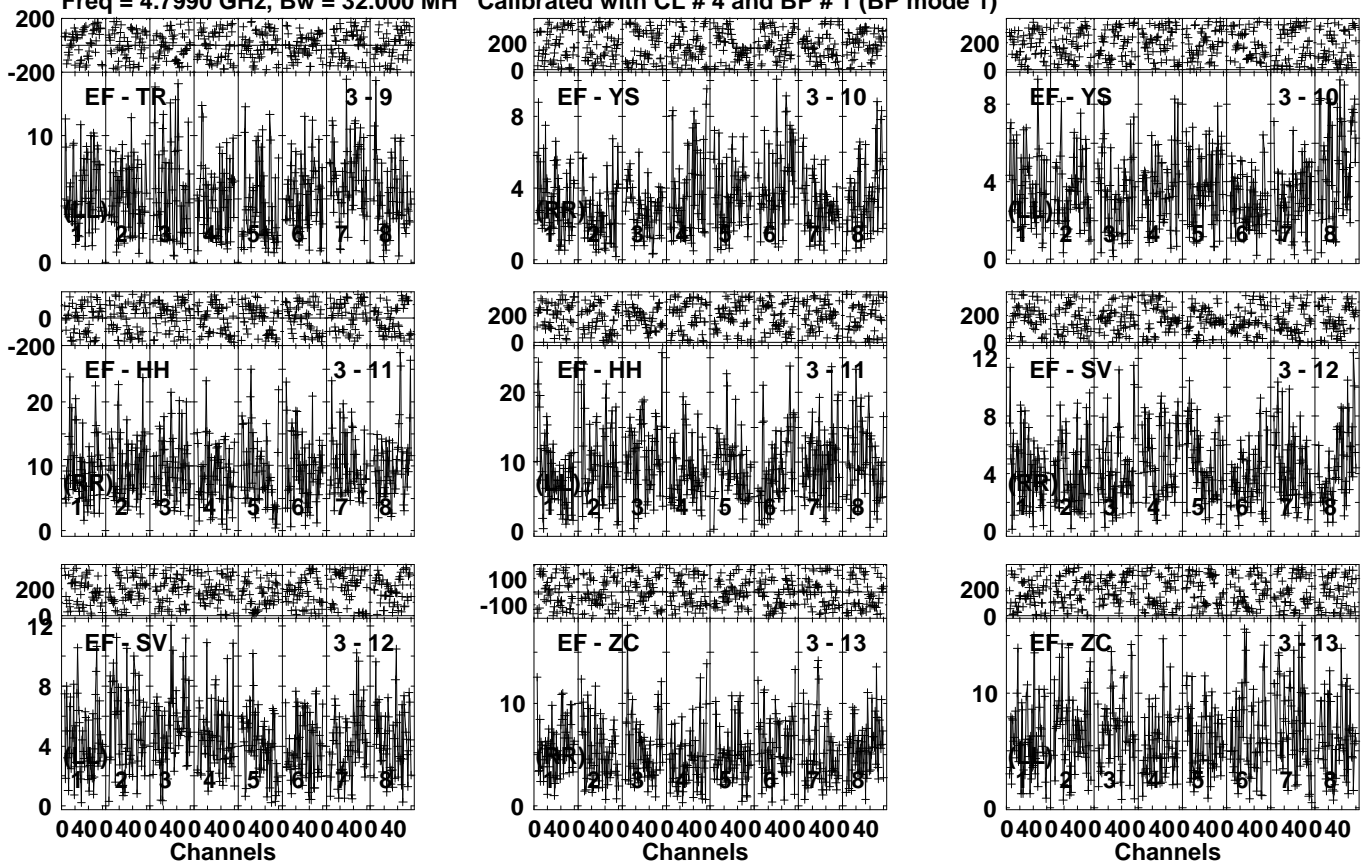 Freq = 4.7990 GHz, Bw = 32.000 MH Calibrated with CL # 4 and BP # 1 (BP mode 1)
200
-200
EF - TR 3 - 9
10
(LL)
1 2 3 4 5 6 7 8
0
200
0
EF - YS 3 - 10
8
4
(RR)
1 2 3 4 5 6 7 8
0
200
0
EF - YS 3 - 10
8
4
(LL)
1 2 3 4 5 6 7 8
0
0
-200
EF - HH 3 - 11
20
10
(RR)
1 2 3 4 5 6 7 8
0
200
0
EF - HH 3 - 11
20
10
(LL)
1 2 3 4 5 6 7 8
0
200
0
EF - SV 3 - 12
12
8
4
(RR)
1 2 3 4 5 6 7 8
0
200
0
EF - SV 3 - 12
12
8
4
(LL)
1 2 3 4 5 6 7 8
0
0 40 0 40 0 40 0 40 0 40 0 40 0 40 0 40
Channels
100
-100
EF - ZC 3 - 13
10
(RR)
1 2 3 4 5 6 7 8
0
0 40 0 40 0 40 0 40 0 40 0 40 0 40 0 40
Channels
200
0
EF - ZC 3 - 13
10
(LL)
1 2 3 4 5 6 7 8
0
0 40 0 40 0 40 0 40 0 40 0 40 0 40 0 40
Channels